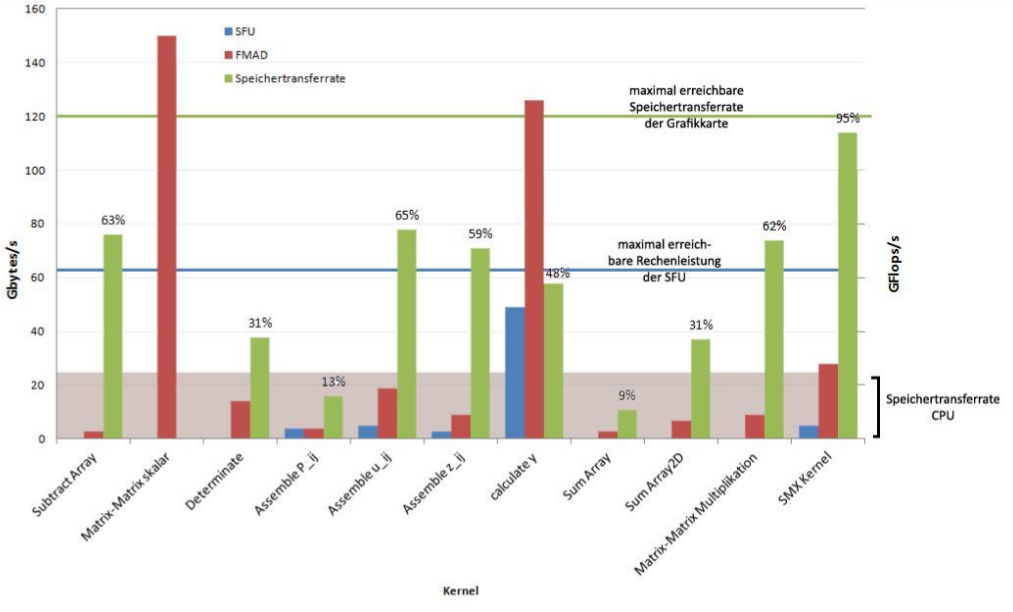 160
140
120
100
80
60
40
20
0
Gbytes/s
GFlops/s
SFU
FMAD
Speichertransferrate
maximal erreichbare
Speichertransferrate
der Grafikkarte
maximal erreich-
bare Rechenleistung
der SFU
63%
31%
13%
65%
59%
48%
9%
31%
62%
95%
Speichertransferrate
CPU
Subtract Array
Matrix-Matrix skalar
Determinate
Assemble P_ij
Assemble u_ij
Assemble z_ij
calculate y
Sum Array
Sum Array2D
Matrix-Matrix Multiplikation
SMX Kernel
Kernel